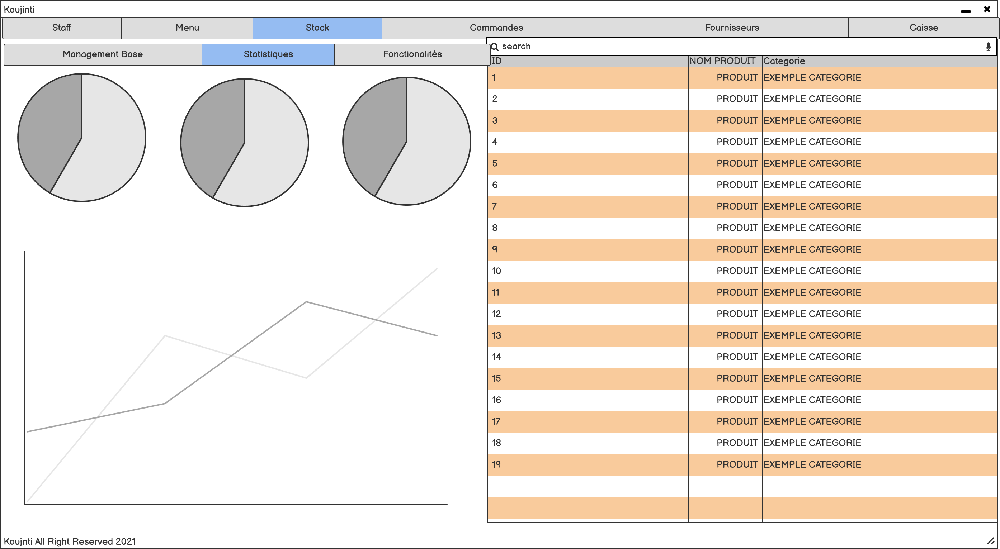 Koujinti
Staff Menu Stock Commandes Fournisseurs Caisse
search
Management Base Statistiques Fonctionalités
ID NOM PRODUIT Categorie
1 PRODUIT EXEMPLE CATEGORIE
2 PRODUIT EXEMPLE CATEGORIE
3 PRODUIT EXEMPLE CATEGORIE
4 PRODUIT EXEMPLE CATEGORIE
5 PRODUIT EXEMPLE CATEGORIE
6 PRODUIT EXEMPLE CATEGORIE
7 PRODUIT EXEMPLE CATEGORIE
8 PRODUIT EXEMPLE CATEGORIE
9 PRODUIT EXEMPLE CATEGORIE
10 PRODUIT EXEMPLE CATEGORIE
11 PRODUIT EXEMPLE CATEGORIE
12 PRODUIT EXEMPLE CATEGORIE
13 PRODUIT EXEMPLE CATEGORIE
14 PRODUIT EXEMPLE CATEGORIE
15 PRODUIT EXEMPLE CATEGORIE
16 PRODUIT EXEMPLE CATEGORIE
17 PRODUIT EXEMPLE CATEGORIE
18 PRODUIT EXEMPLE CATEGORIE
19 PRODUIT EXEMPLE CATEGORIE
Koujnti All Right Reserved 2021